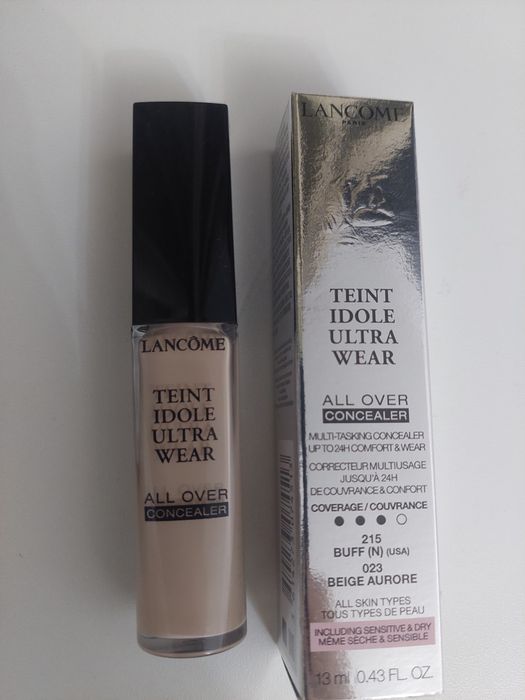 LANCÔME
TEINT
IDOLE
ULTRA
WEAR
ALL OVER
CONCEALER
LANCÔME
PARIS
TEINT
IDOLE
ULTRA
WEAR
ALL OVER
CONCEALER
MULTI-TASKING CONCEALER
UP TO 24H COMFORT & WEAR
CORRECTEUR MULTIUSAGE
JUSQU'À 24H
DE COUVRANCE & CONFORT
COVERAGE / COUVRANCE
215
BUFF (N) (USA)
023
BEIGE AURORE
ALL SKIN TYPES
TOUS TYPES DE PEAU
INCLUDING SENSITIVE & DRY
MÊME SÈCHE & SENSIBLE
13 ml 0.43 FL. OZ.